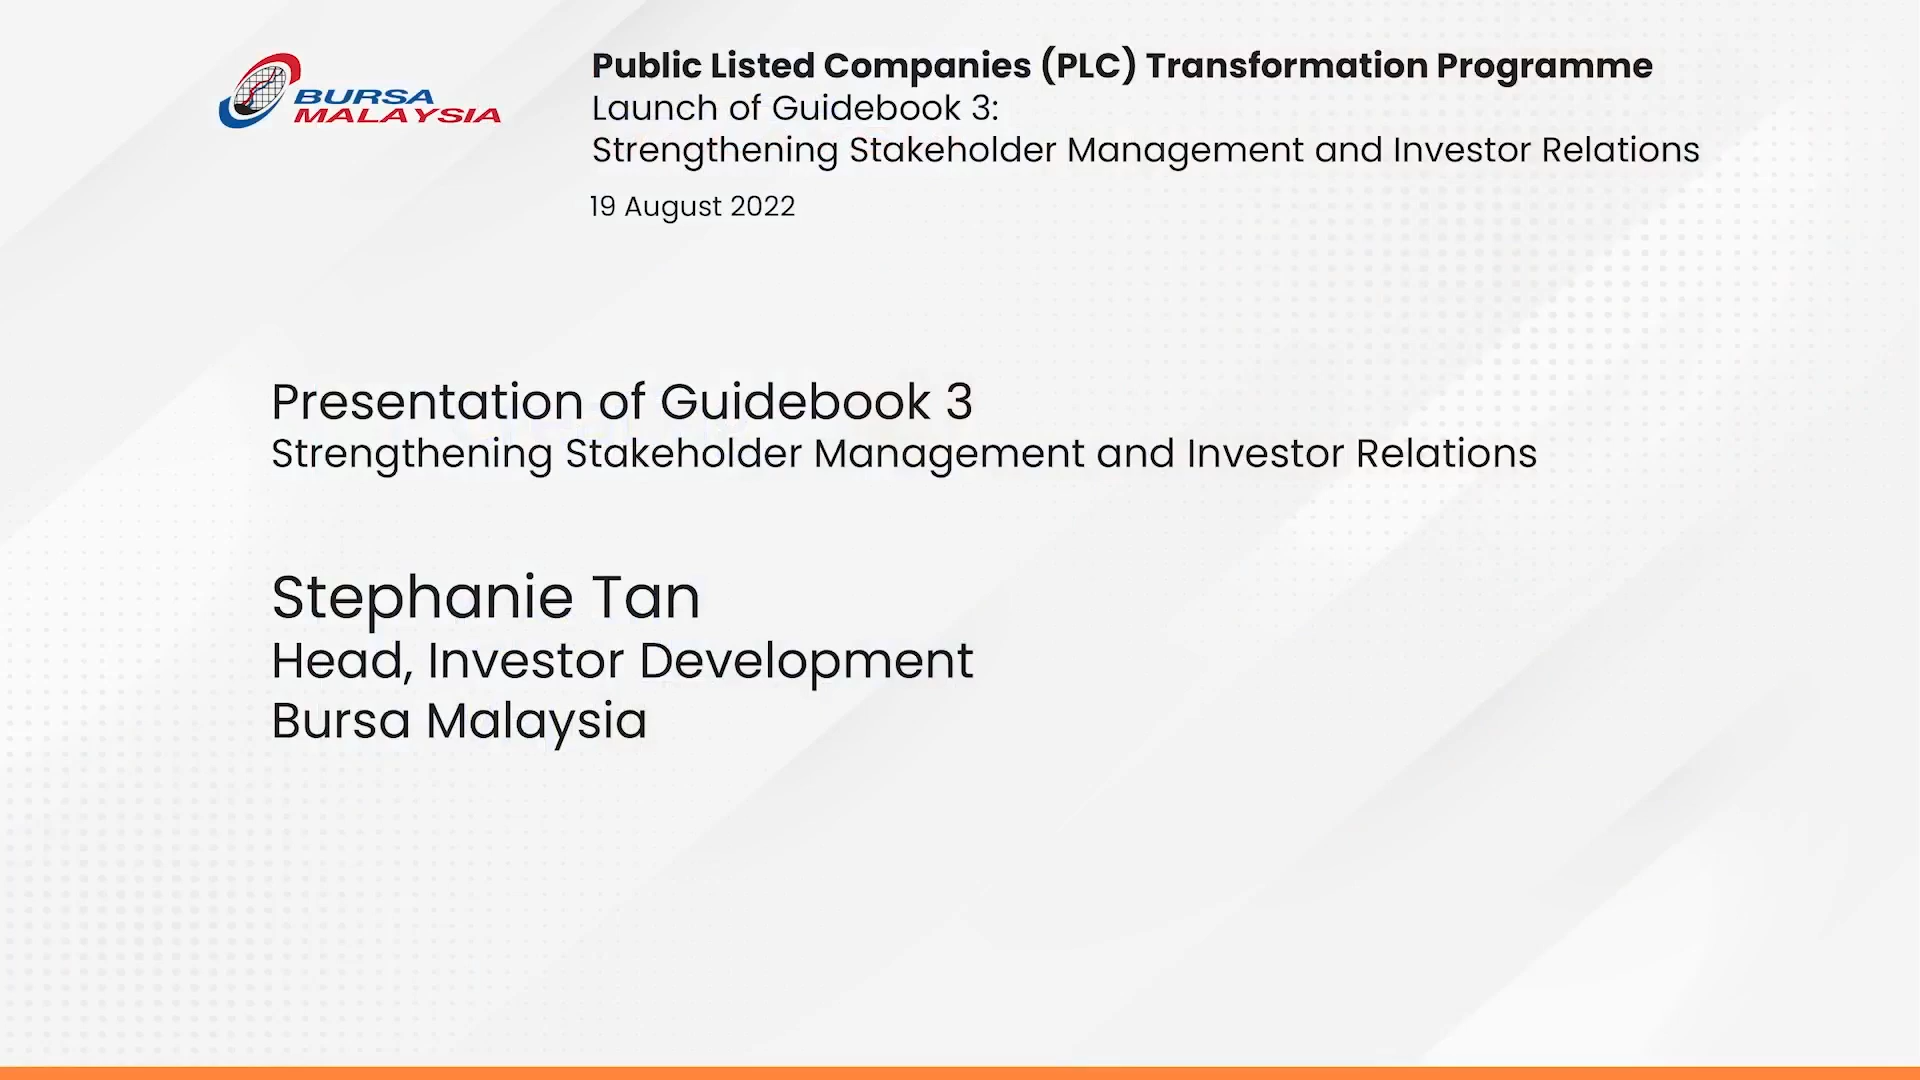 BURSA
MALAYSIA
Public Listed Companies (PLC) Transformation Programme
Launch of Guidebook 3:
Strengthening Stakeholder Management and Investor Relations
19 August 2022
Presentation of Guidebook 3
Strengthening Stakeholder Management and Investor Relations
Stephanie Tan
Head, Investor Development
Bursa Malaysia